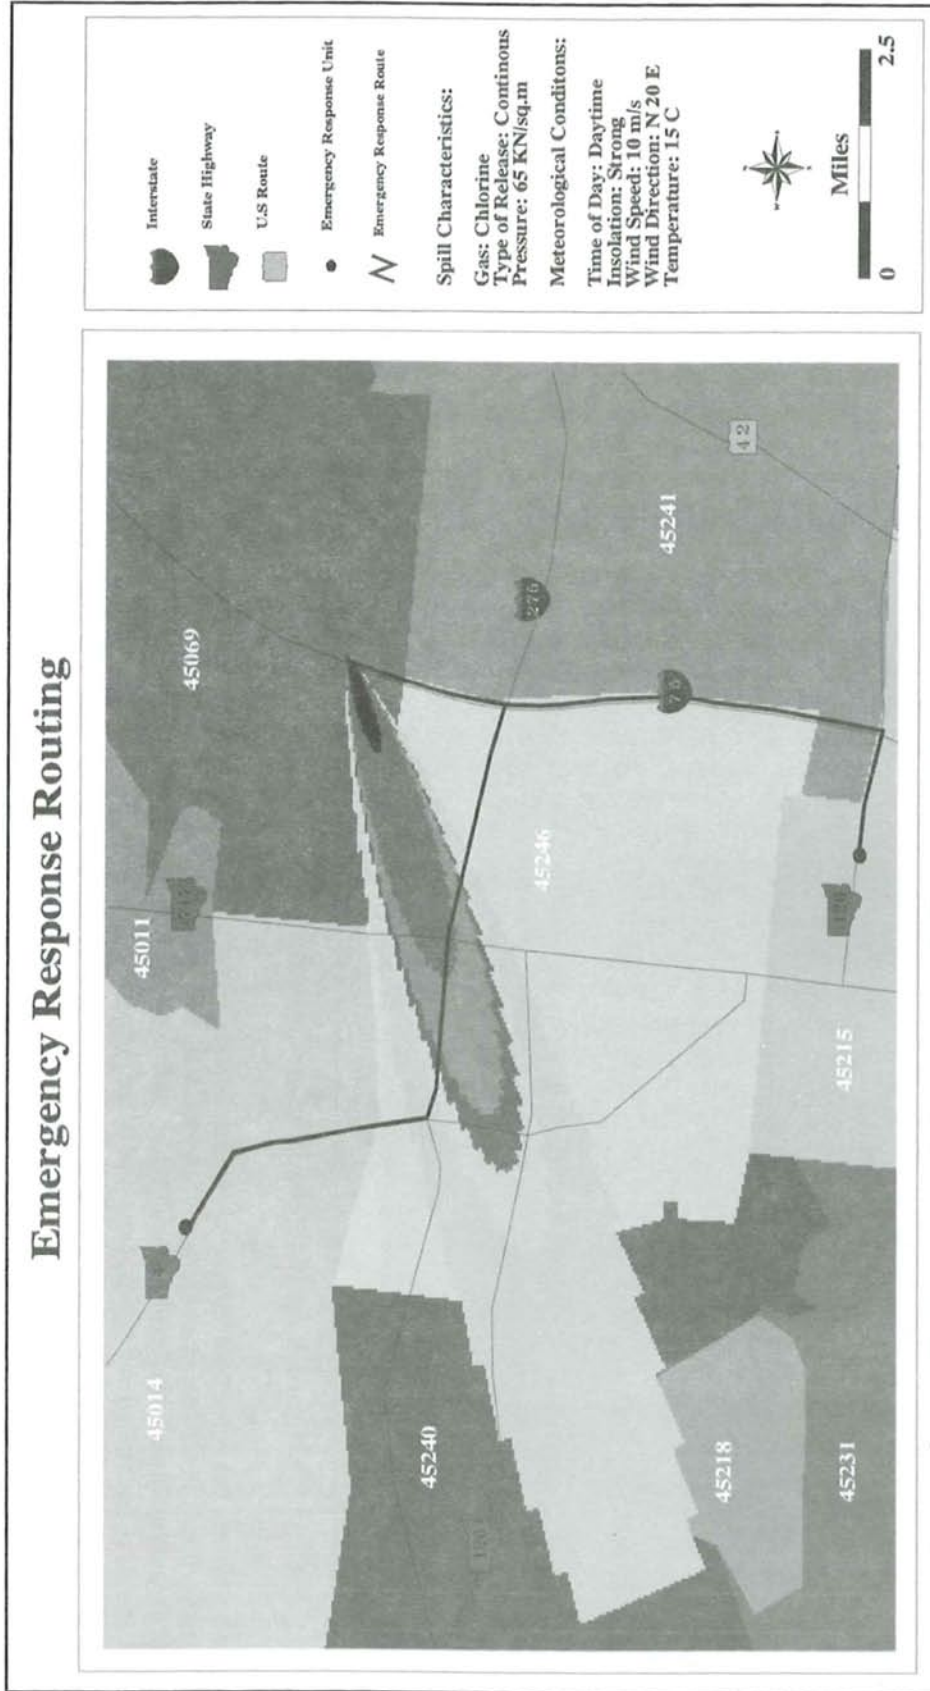 Emergency Response Routing
Interstate
State Highway
U.S Route
Emergency Response Unit
Emergency Response Route
Spill Characteristics:
Gas: Chlorine
Type of Release: Continous
Pressure: 65 KN/sq.m
Meteorological Conditons:
Time of Day: Daytime
Insolation: Strong
Wind Speed: 10 m/s
Wind Direction: N 20 E
Temperature: 15 C
Miles
0
2.5
45014
45011
45069
45240
45246
276
45241
42
75
45218
45231
45215